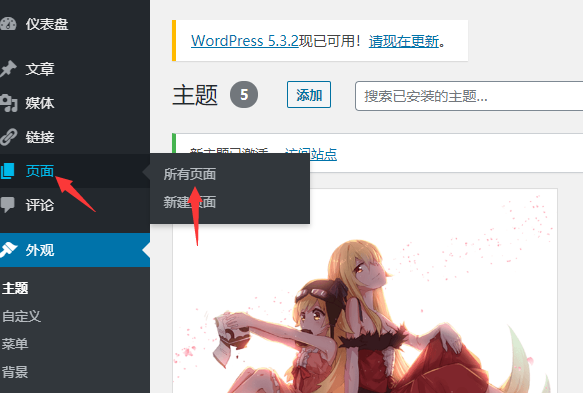 仪表盘
文章
媒体
链接
页面
评论
外观
主题
自定义
菜单
背景
WordPress 5.3.2现已可用！请现在更新。
主题 5 添加 搜索已安装的主题...
新主题已激活。 访问站点
所有页面
新建页面